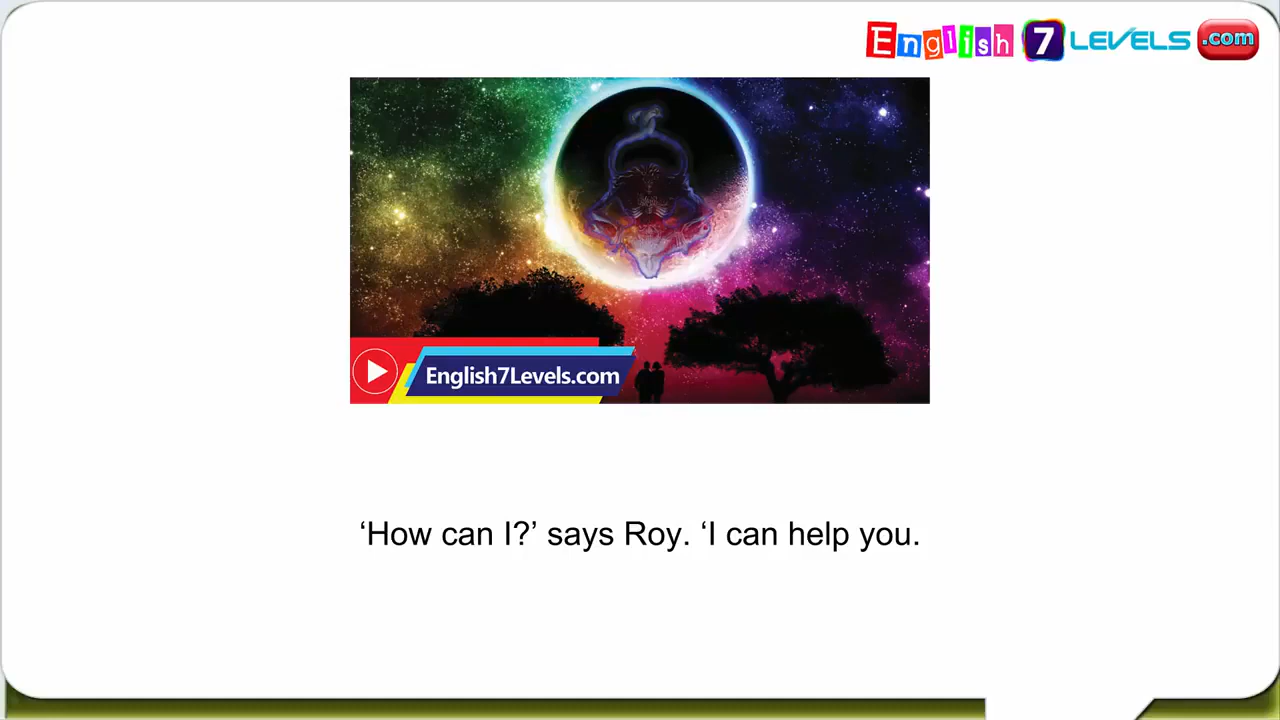 English 7 LEVELS .com
English7Levels.com
‘How can I?’ says Roy. ‘I can help you.